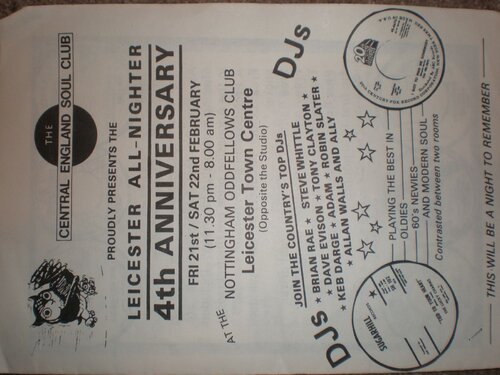 THE
CENTRAL ENGLAND SOUL CLUB
PROUDLY PRESENTS THE
LEICESTER ALL-NIGHTER
4th ANNIVERSARY
FRI 21st / SAT 22nd FEBRUARY
(11.30 pm - 8.00 am)
AT THE NOTTINGHAM ODDFELLOWS CLUB
Leicester Town Centre
(Opposite the Studio)
DJs
DJs
JOIN THE COUNTRY'S TOP DJs
BRIAN RAE ★ STEVE WHITTLE
★ DAVE EVISON ★ TONY CLAYTON ★
★ KEB DARGE ★ ADAM ★ ROBIN SLATER ★
★ ALLAN WALLS AND ALLY
PLAYING THE BEST IN
OLDIES
60's NEWIES
AND MODERN SOUL
Contrasted between two rooms
SUGARHILL
THIS WILL BE A NIGHT TO REMEMBER